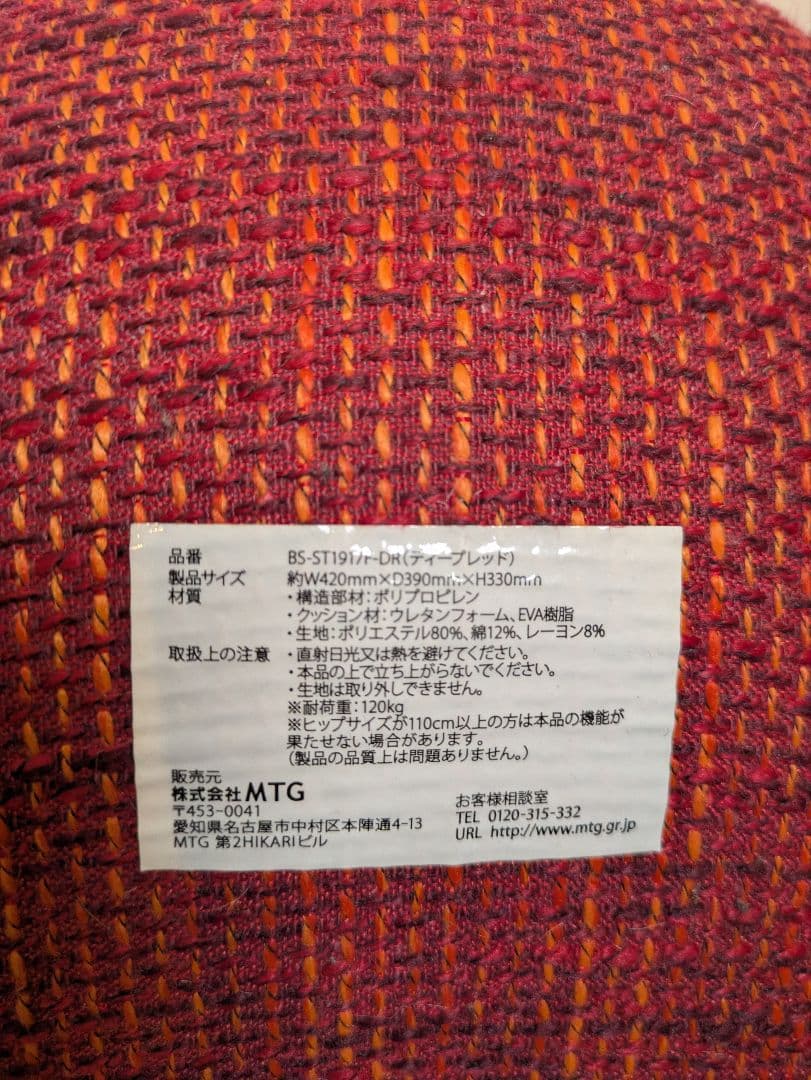 品番 BS-ST1917F-DR(ディープレッド)
製品サイズ 約W420mm×D390mm×H330mm
材質 ・構造部材:ポリプロピレン
・クッション材:ウレタンフォーム、EVA樹脂
・生地:ポリエステル80%、綿12%、レーヨン8%
取扱上の注意 ・直射日光又は熱を避けてください。
・本品の上で立ち上がらないでください。
・生地は取り外しできません。
※耐荷重:120kg
※ヒップサイズが110cm以上の方は本品の機能が
果たせない場合があります。
(製品の品質上は問題ありません。)
販売元
株式会社 MTG
〒453-0041
愛知県名古屋市中村区本陣通4-13
MTG 第2HIKARIビル
お客様相談室
TEL 0120-315-332
URL http://www.mtg.gr.jp